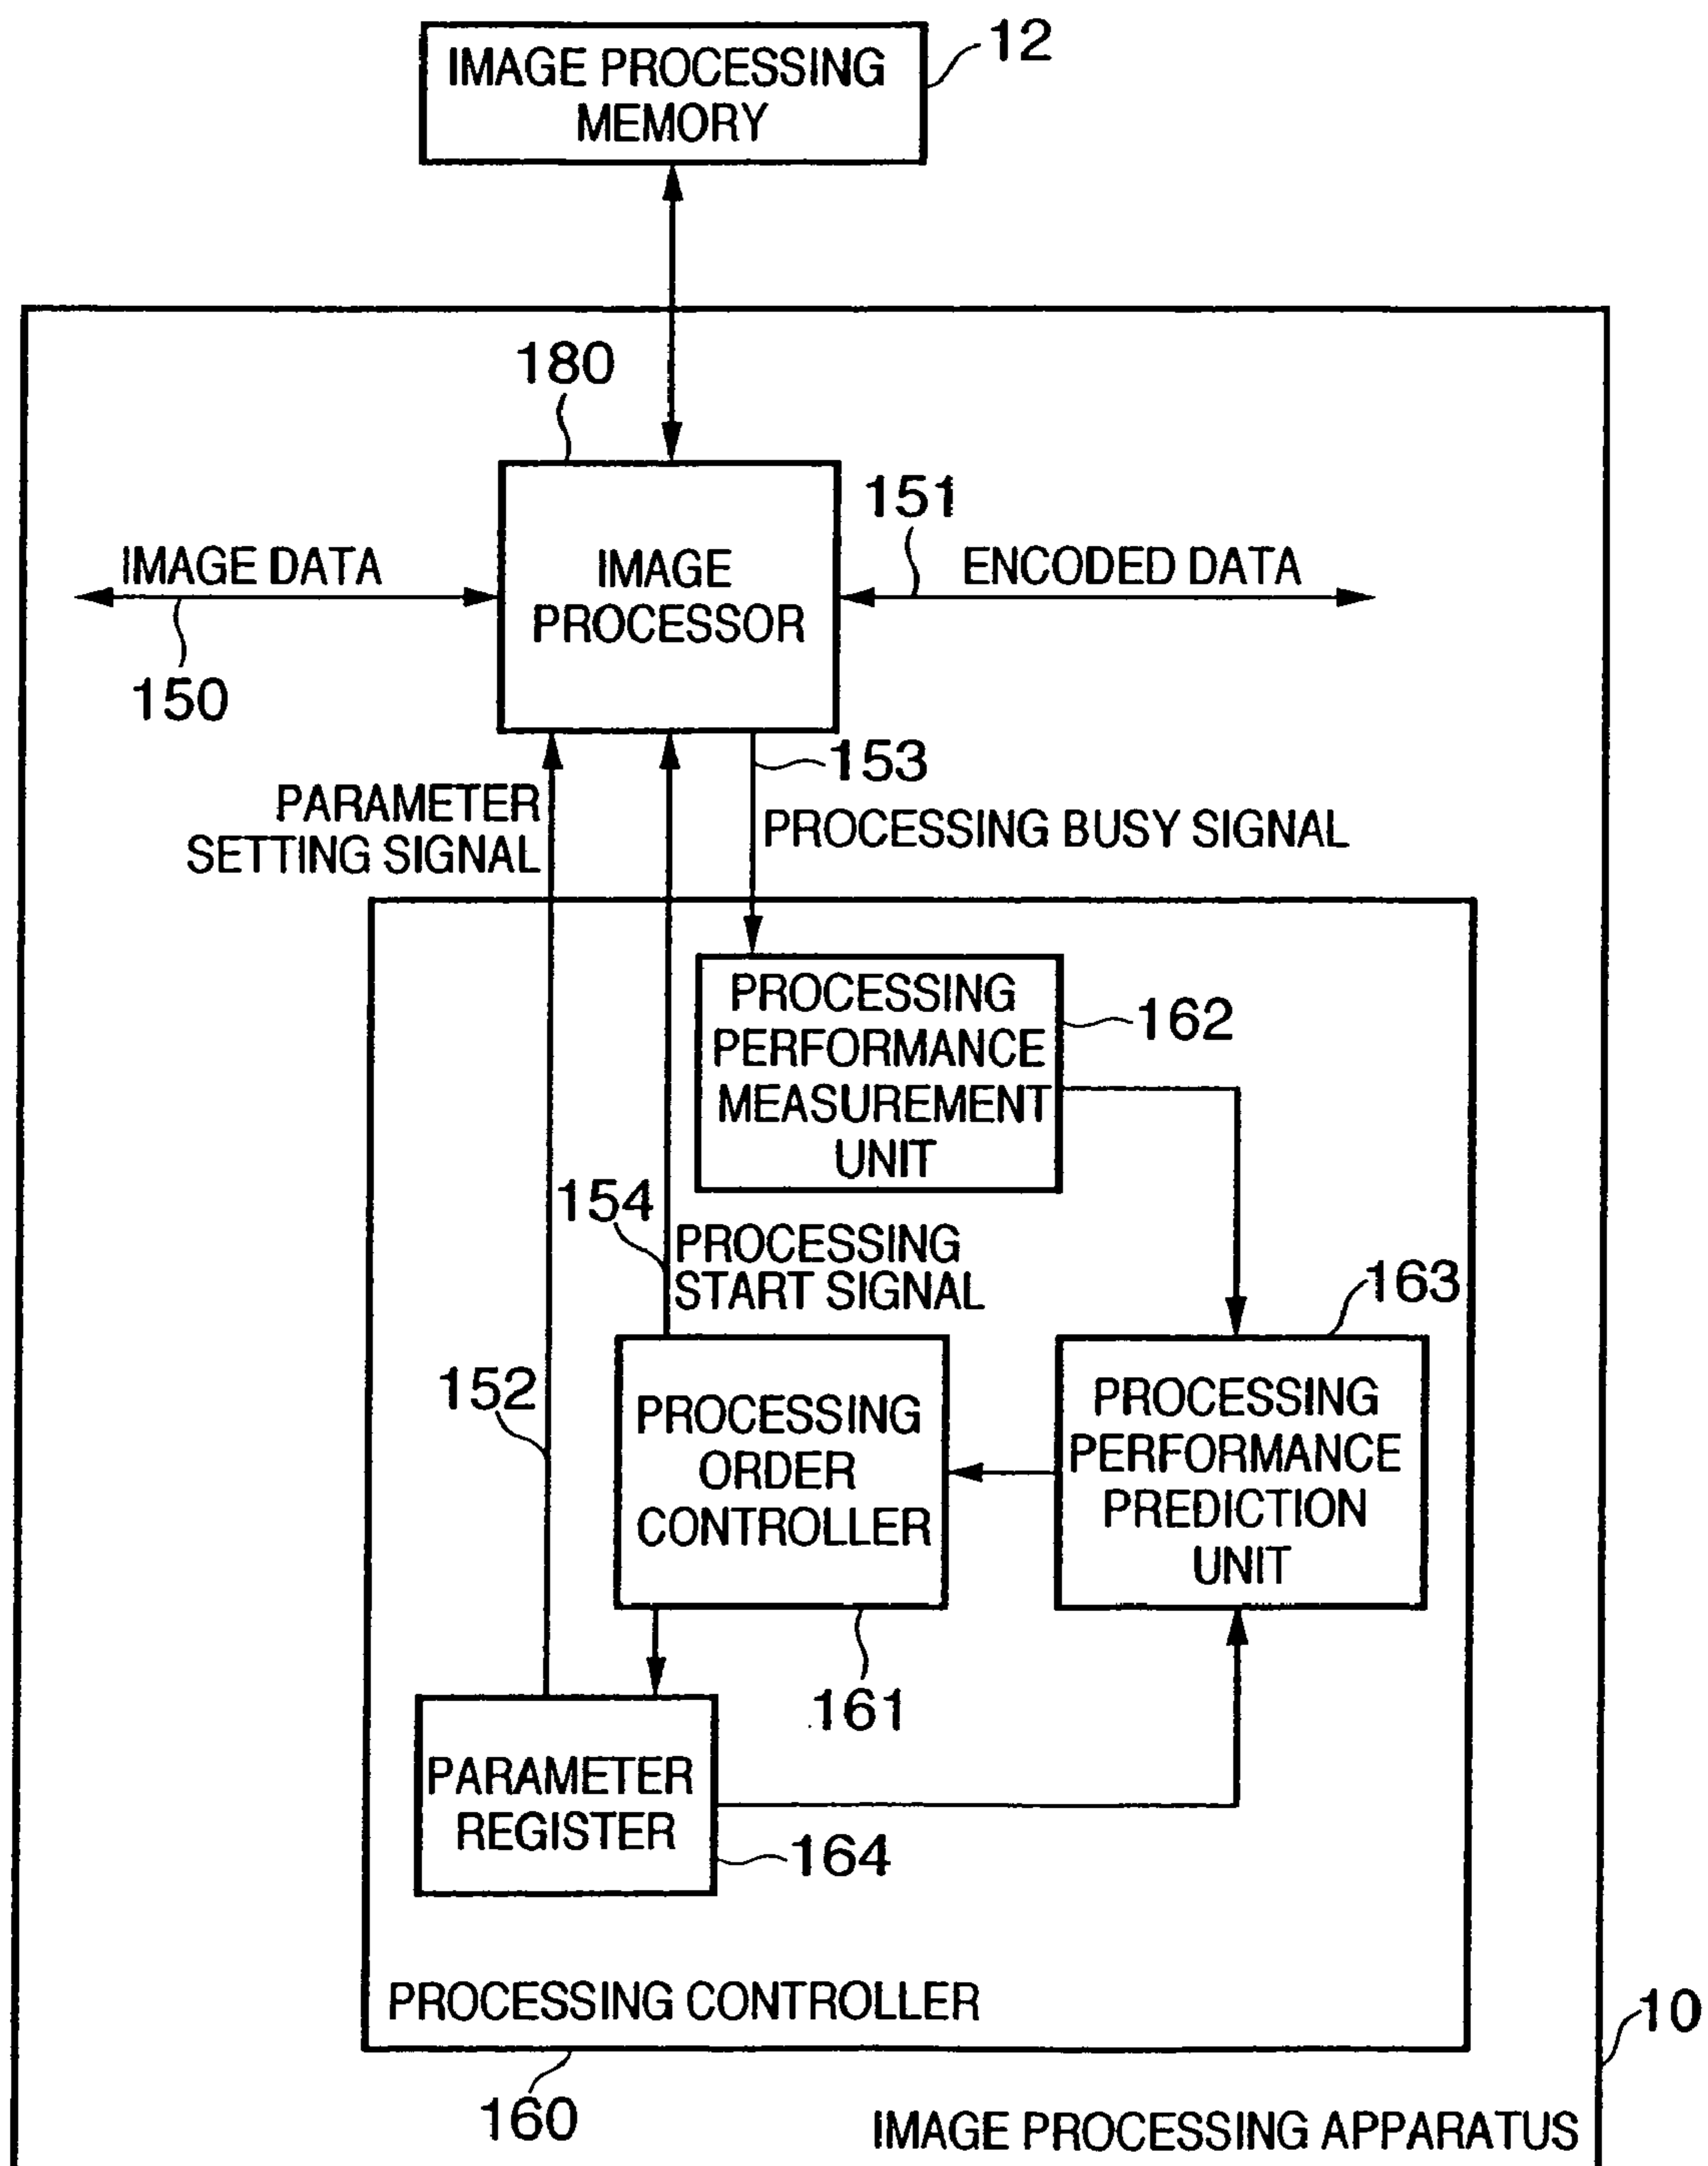 12
IMAGE PROCESSING
MEMORY
180
151
IMAGE DATA
ENCODED DATA
IMAGE
PROCESSOR
150
153
PARAMETER
SETTING SIGNAL
PROCESSING BUSY SIGNAL
PROCESSING
PERFORMANCE
MEASUREMENT
UNIT
162
154
PROCESSING
START SIGNAL
163
152
PROCESSING
ORDER
CONTROLLER
PROCESSING
PERFORMANCE
PREDICTION
UNIT
161
PARAMETER
REGISTER
164
PROCESSING CONTROLLER
10
160
IMAGE PROCESSING APPARATUS